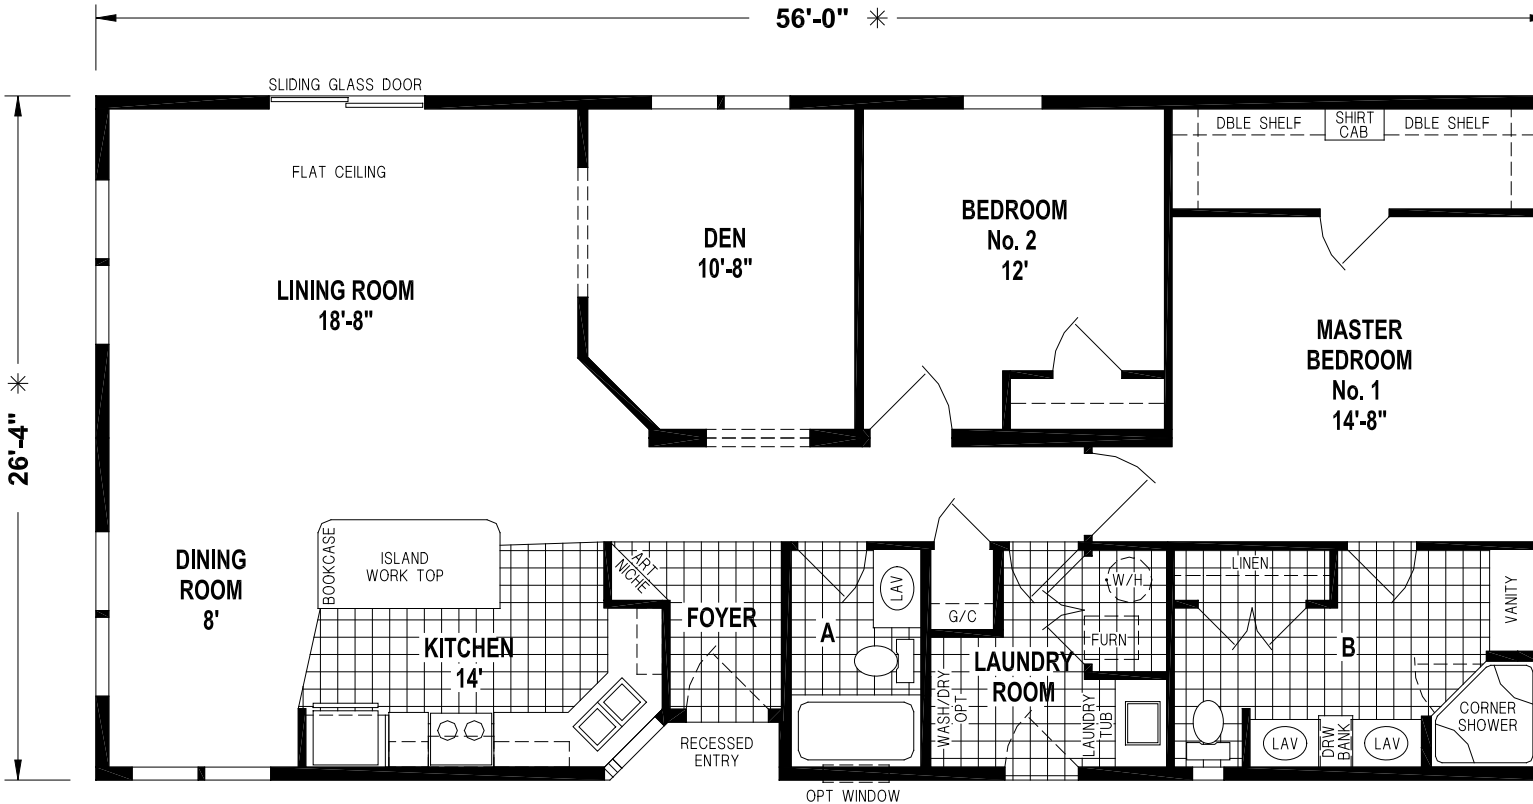 56'-0" ✳
SLIDING GLASS DOOR
FLAT CEILING
DBLE SHELF
SHIRT
CAB
DBLE SHELF
LINING ROOM
18'-8"
DEN
10'-8"
BEDROOM
No. 2
12'
MASTER
BEDROOM
No. 1
14'-8"
26'-4" ✳
DINING
ROOM
8'
BOOKCASE
ISLAND
WORK TOP
KITCHEN
14'
ART
NICHE
FOYER
RECESSED
ENTRY
A
LAV
OPT WINDOW
G/C
LAUNDRY
ROOM
WASH/DRY
OPT
LAUNDRY
TUB
W/H
FURN
LINEN
B
VANITY
CORNER
SHOWER
LAV
DRW
BANK
LAV